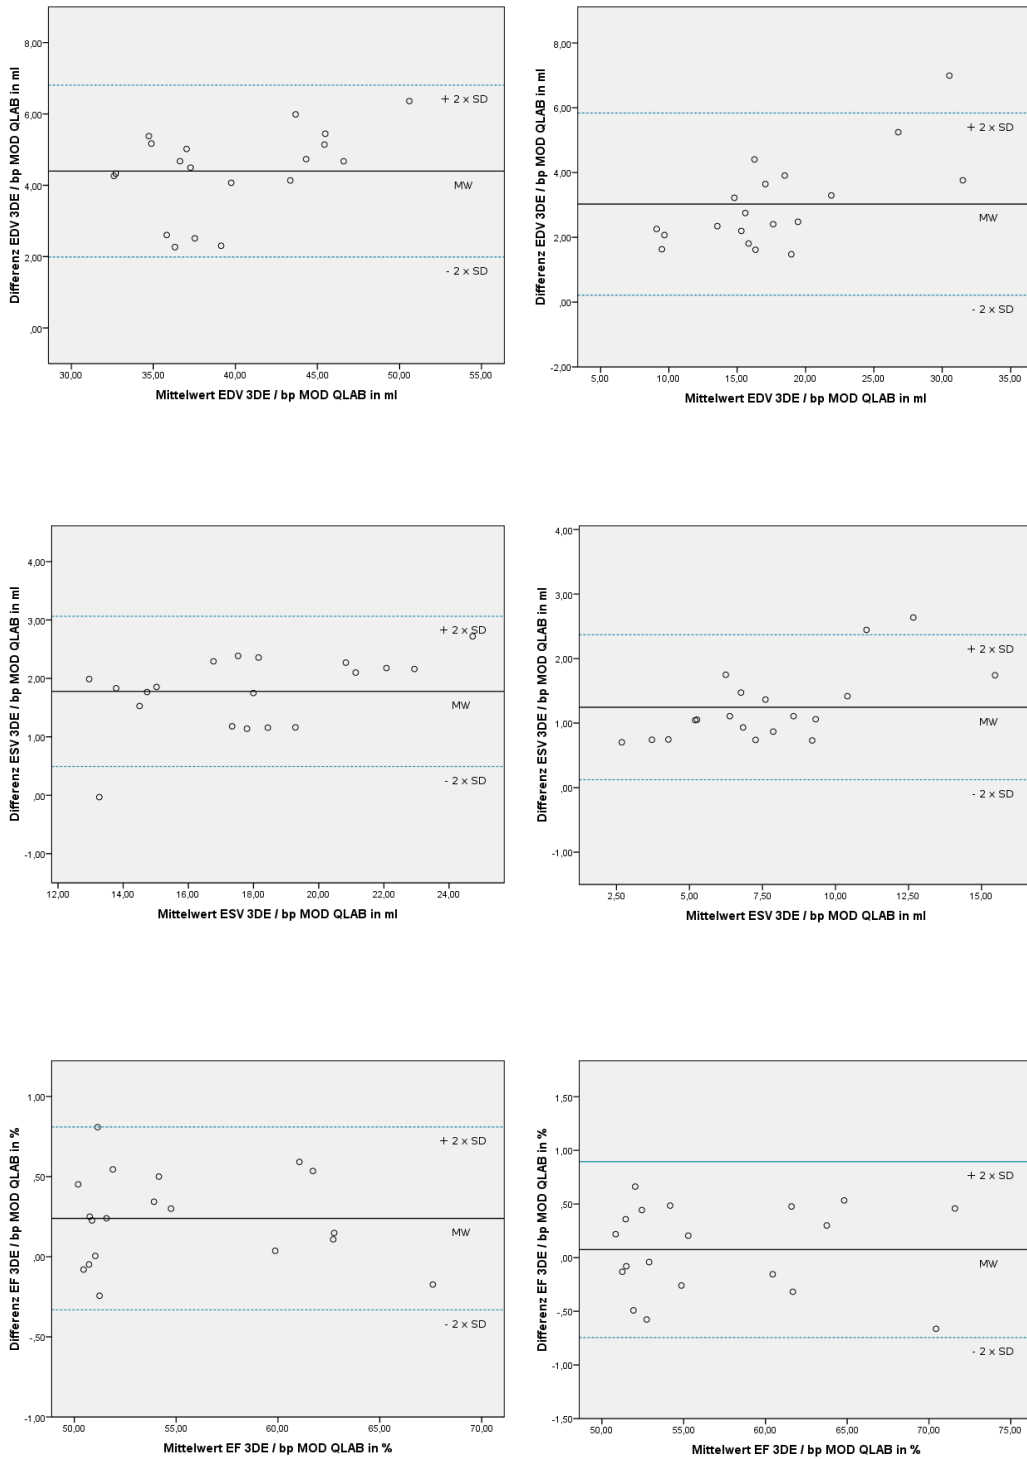 Differenz EDV 3DE / bp MOD QLAB in ml
8,00
6,00
4,00
2,00
,00
+ 2 x SD
MW
- 2 x SD
30,00 35,00 40,00 45,00 50,00 55,00
Mittelwert EDV 3DE / bp MOD QLAB in ml
Differenz EDV 3DE / bp MOD QLAB in ml
8,00
6,00
4,00
2,00
,00
-2,00
+ 2 x SD
MW
- 2 x SD
5,00 10,00 15,00 20,00 25,00 30,00 35,00
Mittelwert EDV 3DE / bp MOD QLAB in ml
Differenz ESV 3DE / bp MOD QLAB in ml
4,00
3,00
2,00
1,00
,00
-1,00
+ 2 x SD
MW
- 2 x SD
12,00 14,00 16,00 18,00 20,00 22,00 24,00
Mittelwert ESV 3DE / bp MOD QLAB in ml
Differenz ESV 3DE / bp MOD QLAB in ml
4,00
3,00
2,00
1,00
,00
-1,00
+ 2 x SD
MW
- 2 x SD
2,50 5,00 7,50 10,00 12,50 15,00
Mittelwert ESV 3DE / bp MOD QLAB in ml
Differenz EF 3DE / bp MOD QLAB in %
1,00
,50
,00
-,50
-1,00
+ 2 x SD
MW
- 2 x SD
50,00 55,00 60,00 65,00 70,00
Mittelwert EF 3DE / bp MOD QLAB in %
Differenz EF 3DE / bp MOD QLAB in %
1,50
1,00
,50
,00
-,50
-1,00
-1,50
+ 2 x SD
MW
- 2 x SD
50,00 55,00 60,00 65,00 70,00
Mittelwert EF 3DE / bp MOD QLAB in %